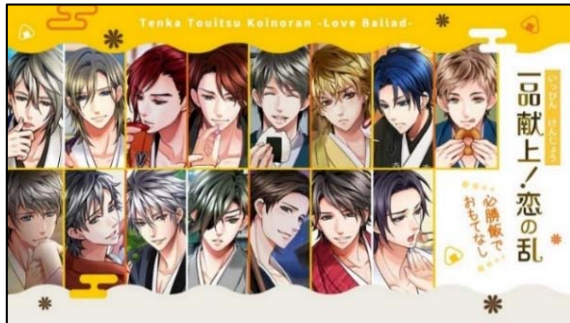 Tenka Touitsu Koinoran -Love Ballad-
いっぴん けんじょう
一品献上!恋の乱
必勝飯で
おもてなし